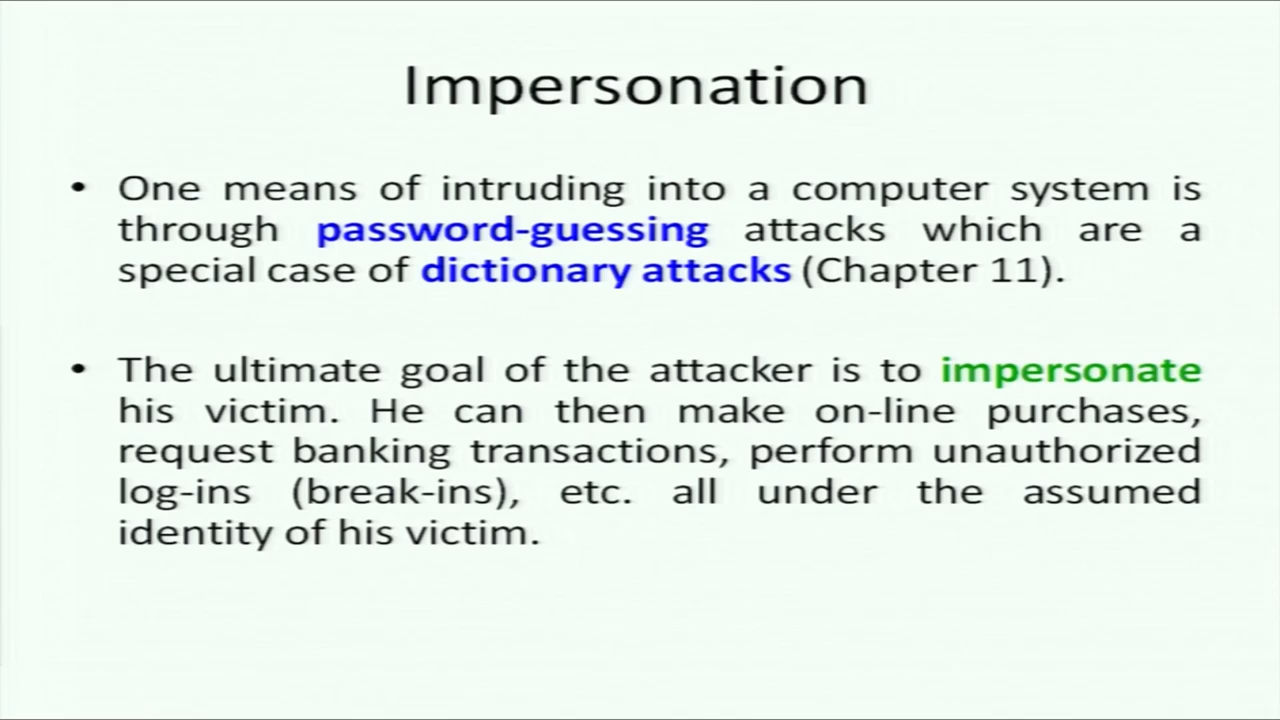 Impersonation
• One means of intruding into a computer system is
through password-guessing attacks which are a
special case of dictionary attacks (Chapter 11).
• The ultimate goal of the attacker is to impersonate
his victim. He can then make on-line purchases,
request banking transactions, perform unauthorized
log-ins (break-ins), etc. all under the assumed
identity of his victim.